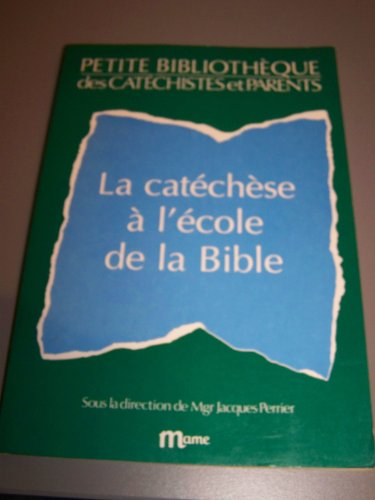 PETITE BIBLIOTHÈQUE
des CATÉCHISTES et PARENTS
La catéchèse
à l'école
de la Bible
Sous la direction de Mgr Jacques Perrier
mame